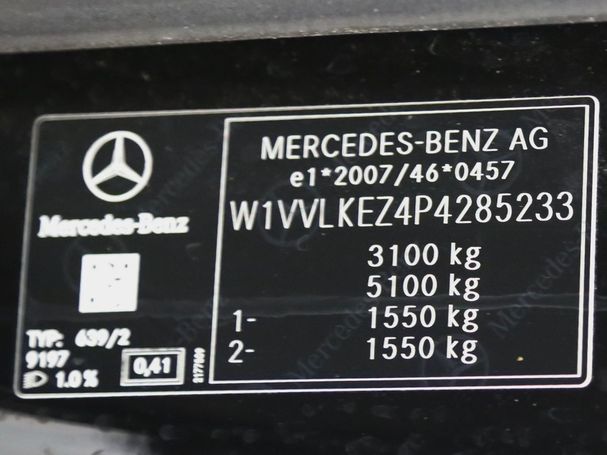 Mercedes-Benz
TYP: 639/2
9197
1.0%
0,41
MERCEDES-BENZ AG
e1*2007/46*0457
W1VVLKEZ4P4285233
3100 kg
5100 kg
1- 1550 kg
2- 1550 kg